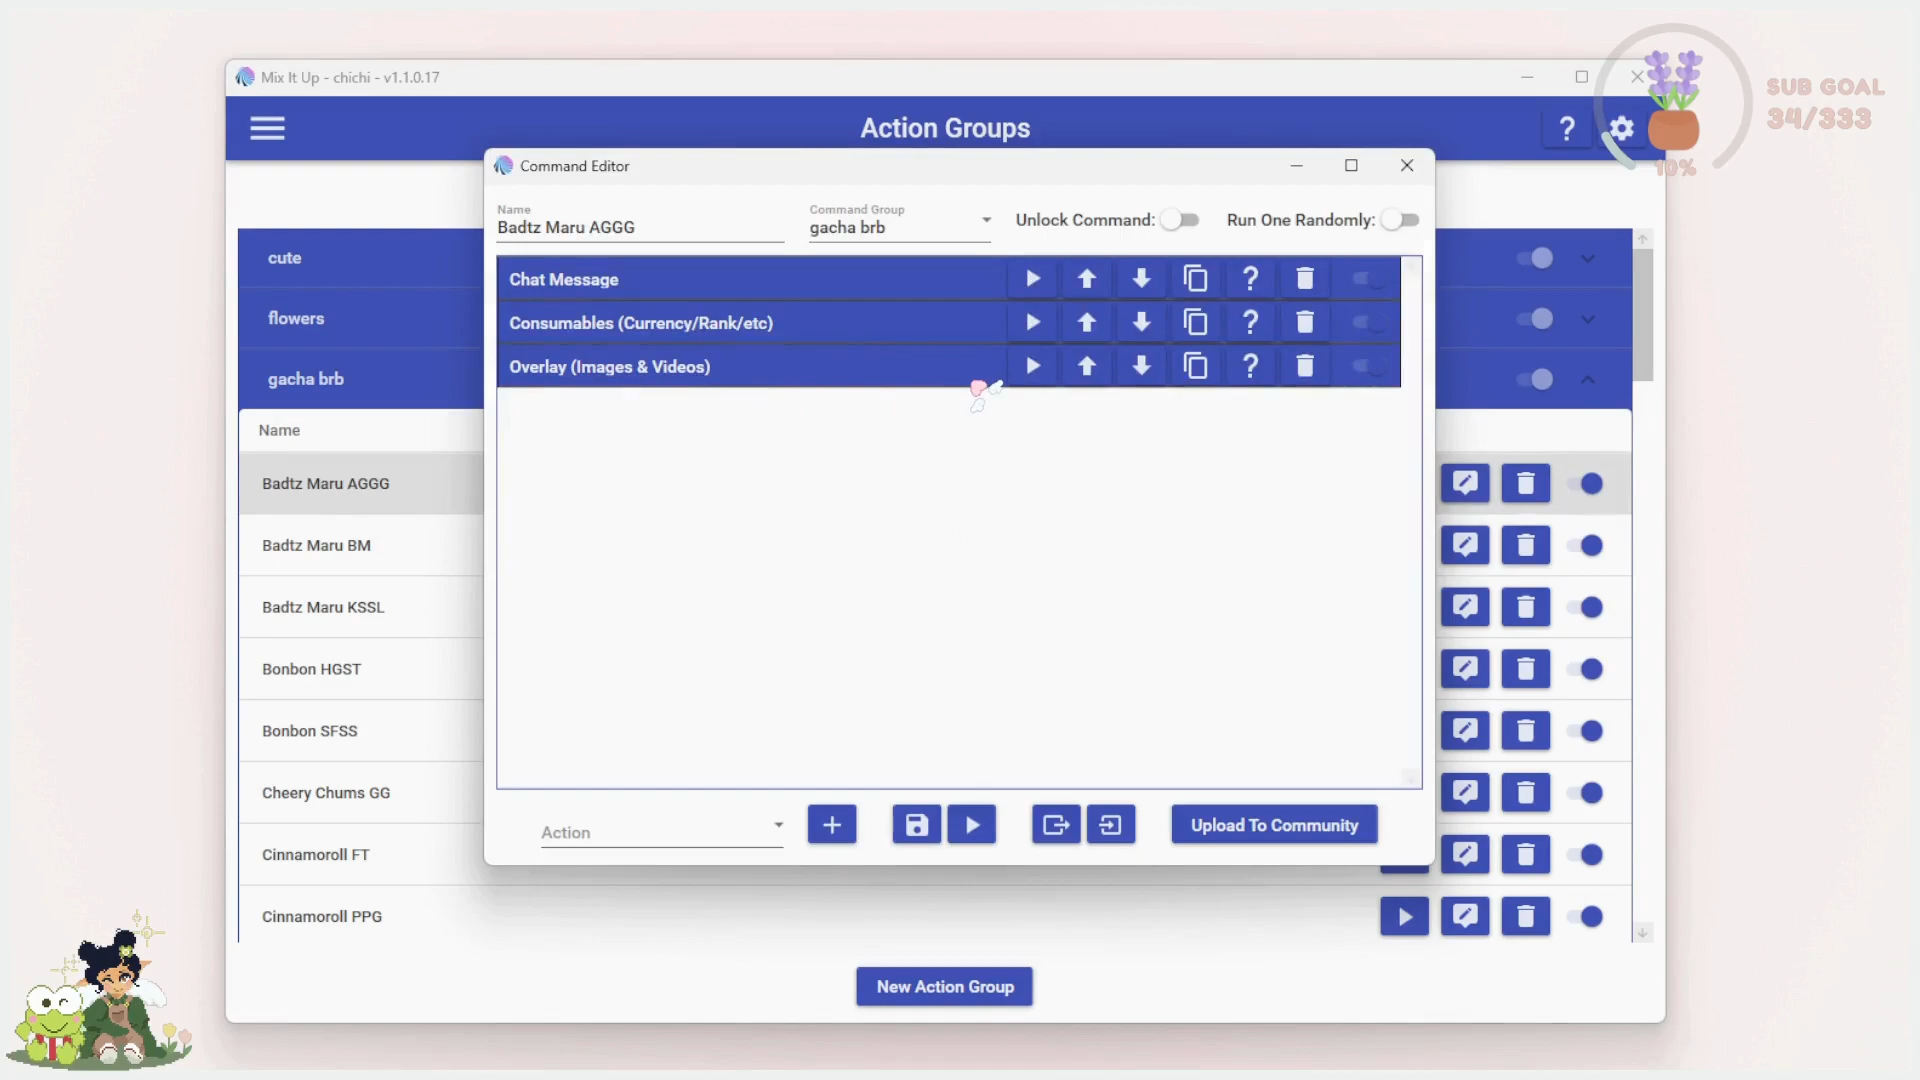 Mix It Up - chichi - v1.1.0.17
SUB GOAL
34/333
10%
Action Groups
?
Command Editor
Name
Badtz Maru AGGG
Command Group
gacha brb
Unlock Command:
Run One Randomly:
Chat Message
?
Consumables (Currency/Rank/etc)
?
Overlay (Images & Videos)
?
cute
flowers
gacha brb
Name
Badtz Maru AGGG
Badtz Maru BM
Badtz Maru KSSL
Bonbon HGST
Bonbon SFSS
Cheery Chums GG
Cinnamoroll FT
Cinnamoroll PPG
Action
Upload To Community
New Action Group